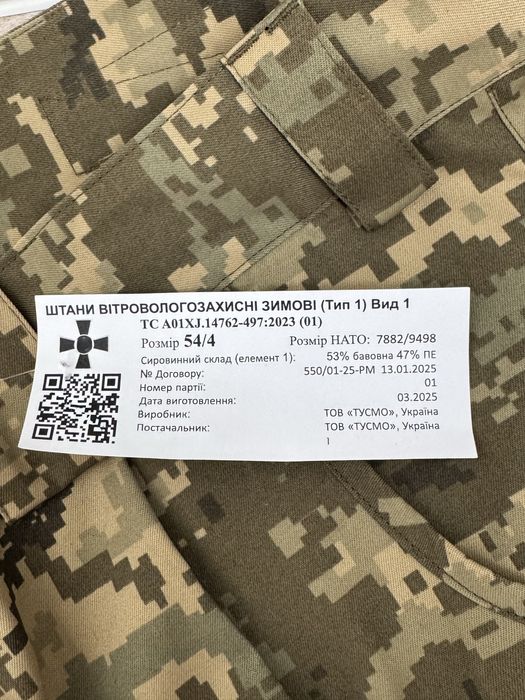 ШТАНИ ВІТРОВОЛОГОЗАХИСНІ ЗИМОВІ (Тип 1) Вид 1
ТС А01XJ.14762-497:2023 (01)
Розмір 54/4 Розмір НАТО: 7882/9498
Сировинний склад (елемент 1): 53% бавовна 47% ПЕ
№ Договору: 550/01-25-РМ 13.01.2025
Номер партії: 01
Дата виготовлення: 03.2025
Виробник: ТОВ «ТУСМО», Україна
Постачальник: ТОВ «ТУСМО», Україна
1